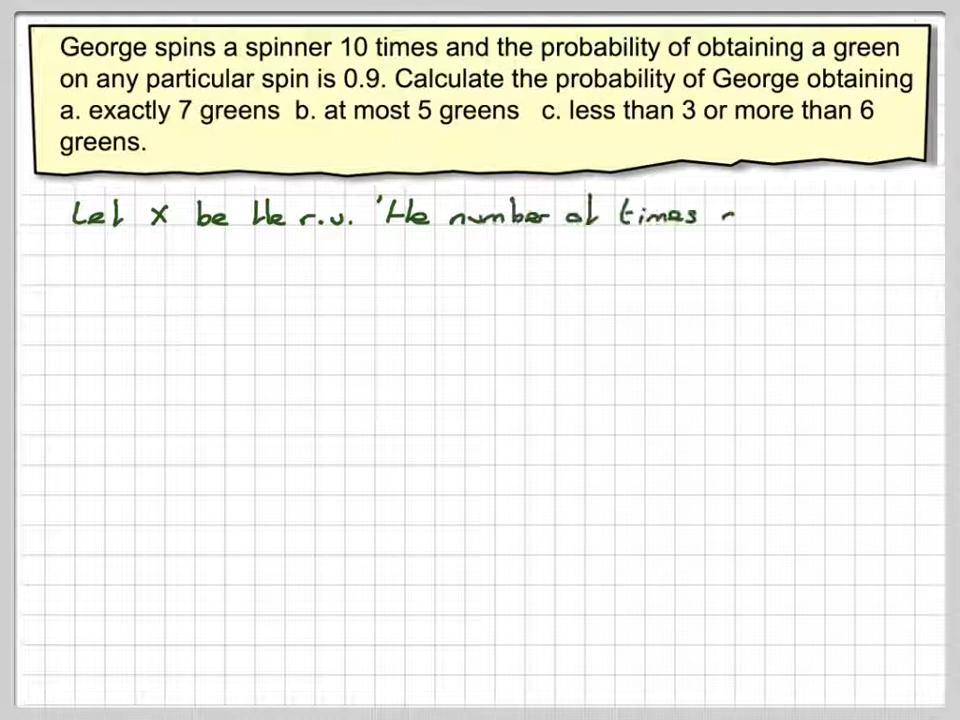 George spins a spinner 10 times and the probability of obtaining a green
on any particular spin is 0.9. Calculate the probability of George obtaining
a. exactly 7 greens b. at most 5 greens c. less than 3 or more than 6
greens.
Let X be the r.v. 'the number of times